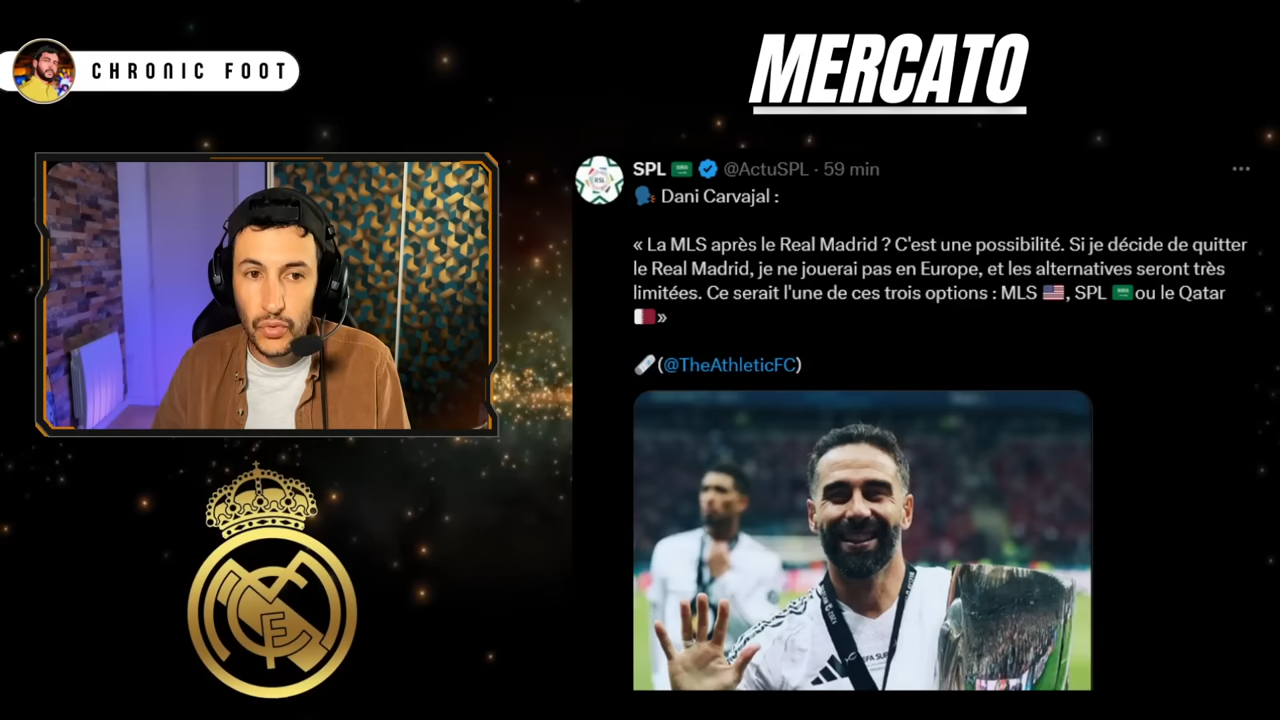 CHRONIC FOOT
MERCATO
SPL @ActuSPL · 59 min
Dani Carvajal :
« La MLS après le Real Madrid ? C'est une possibilité. Si je décide de quitter
le Real Madrid, je ne jouerai pas en Europe, et les alternatives seront très
limitées. Ce serait l'une de ces trois options : MLS 🇺🇸, SPL 🇸🇦ou le Qatar
🇶🇦»
(@TheAthleticFC)